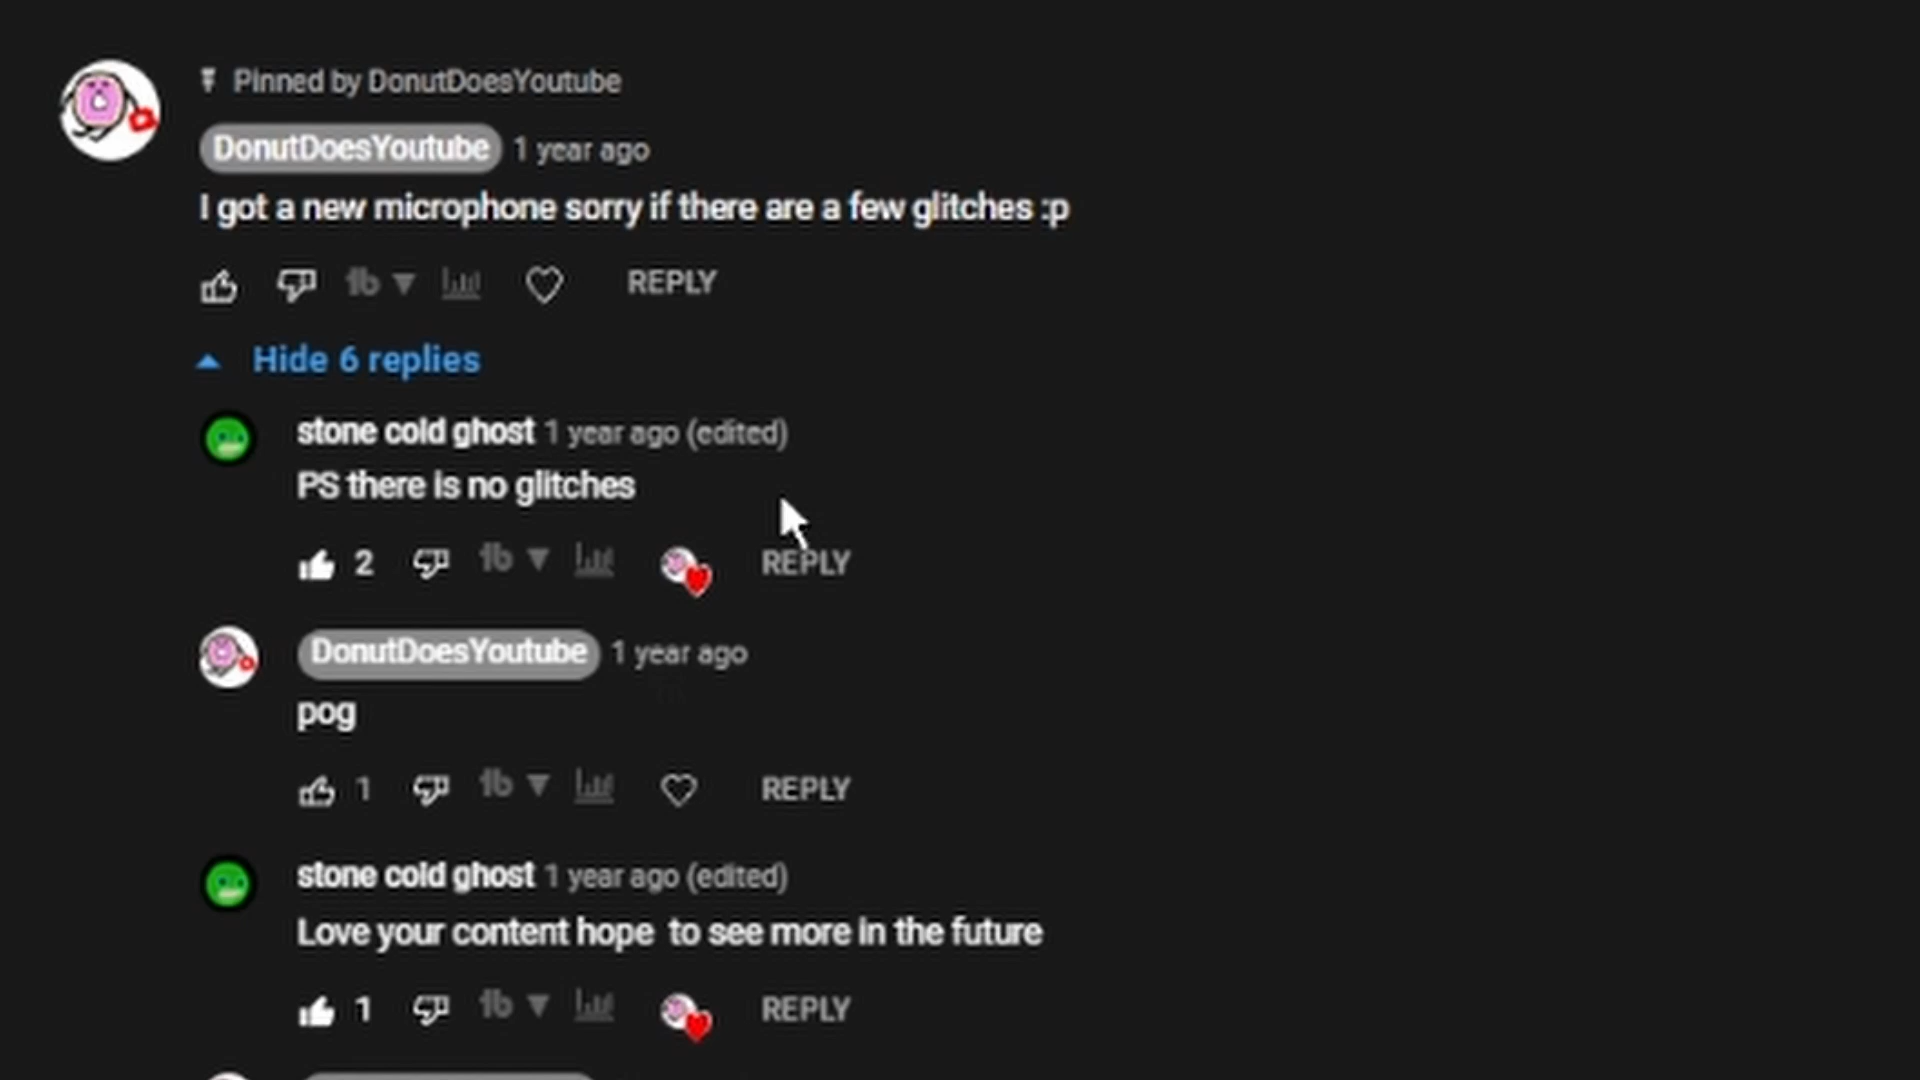 Pinned by DonutDoesYoutube
DonutDoesYoutube 1 year ago
I got a new microphone sorry if there are a few glitches :p
REPLY
Hide 6 replies
stone cold ghost 1 year ago (edited)
PS there is no glitches
2 REPLY
DonutDoesYoutube 1 year ago
pog
1 REPLY
stone cold ghost 1 year ago (edited)
Love your content hope to see more in the future
1 REPLY